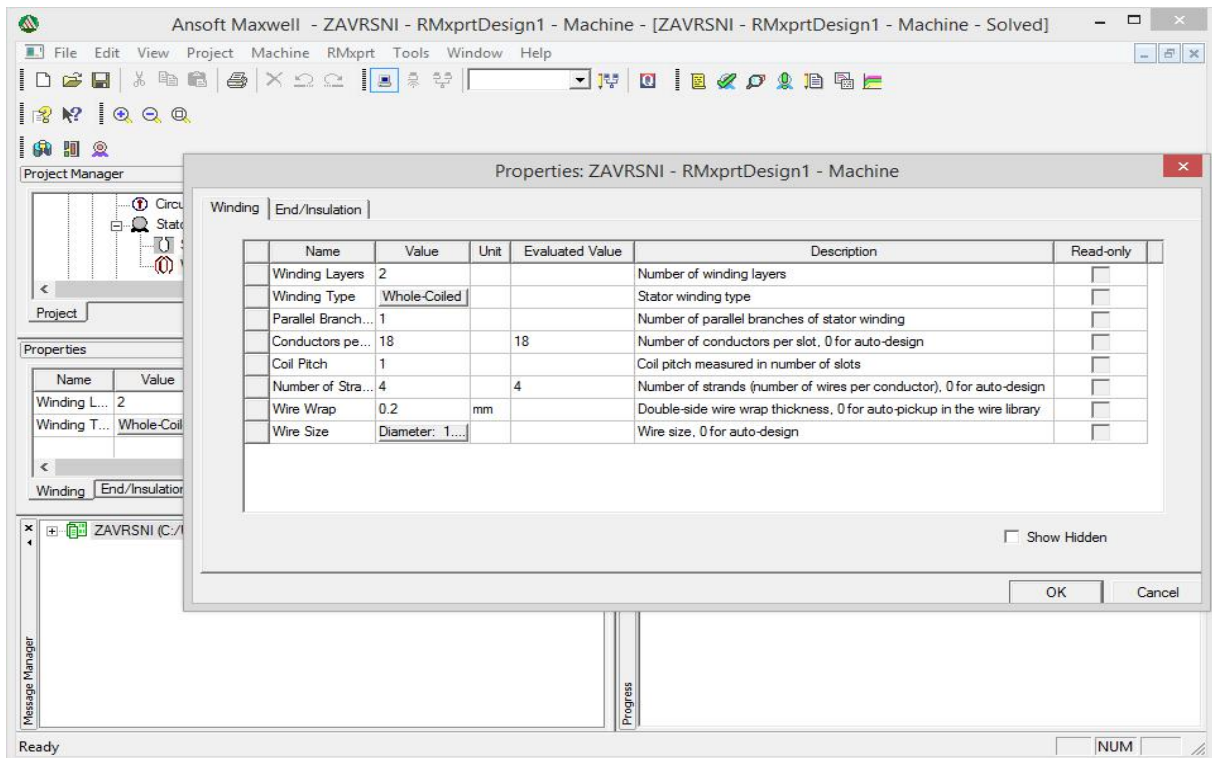 Ansoft Maxwell - ZAVRSNI - RMxprtDesign1 - Machine - [ZAVRSNI - RMxprtDesign1 - Machine - Solved]
File Edit View Project Machine RMxprt Tools Window Help
Project Manager
Circu
Stato
Project
Properties
Name Value
Winding L... 2
Winding T... Whole-Coil
Winding End/Insulation
Properties: ZAVRSNI - RMxprtDesign1 - Machine
Winding End/Insulation
Name Value Unit Evaluated Value Description Read-only
Winding Layers 2 Number of winding layers
Winding Type Whole-Coiled Stator winding type
Parallel Branch... 1 Number of parallel branches of stator winding
Conductors pe... 18 18 Number of conductors per slot, 0 for auto-design
Coil Pitch 1 Coil pitch measured in number of slots
Number of Stra... 4 4 Number of strands (number of wires per conductor), 0 for auto-design
Wire Wrap 0.2 mm Double-side wire wrap thickness, 0 for auto-pickup in the wire library
Wire Size Diameter: 1.... Wire size, 0 for auto-design
Show Hidden
OK Cancel
ZAVRSNI (C:/
Message Manager
Progress
Ready NUM